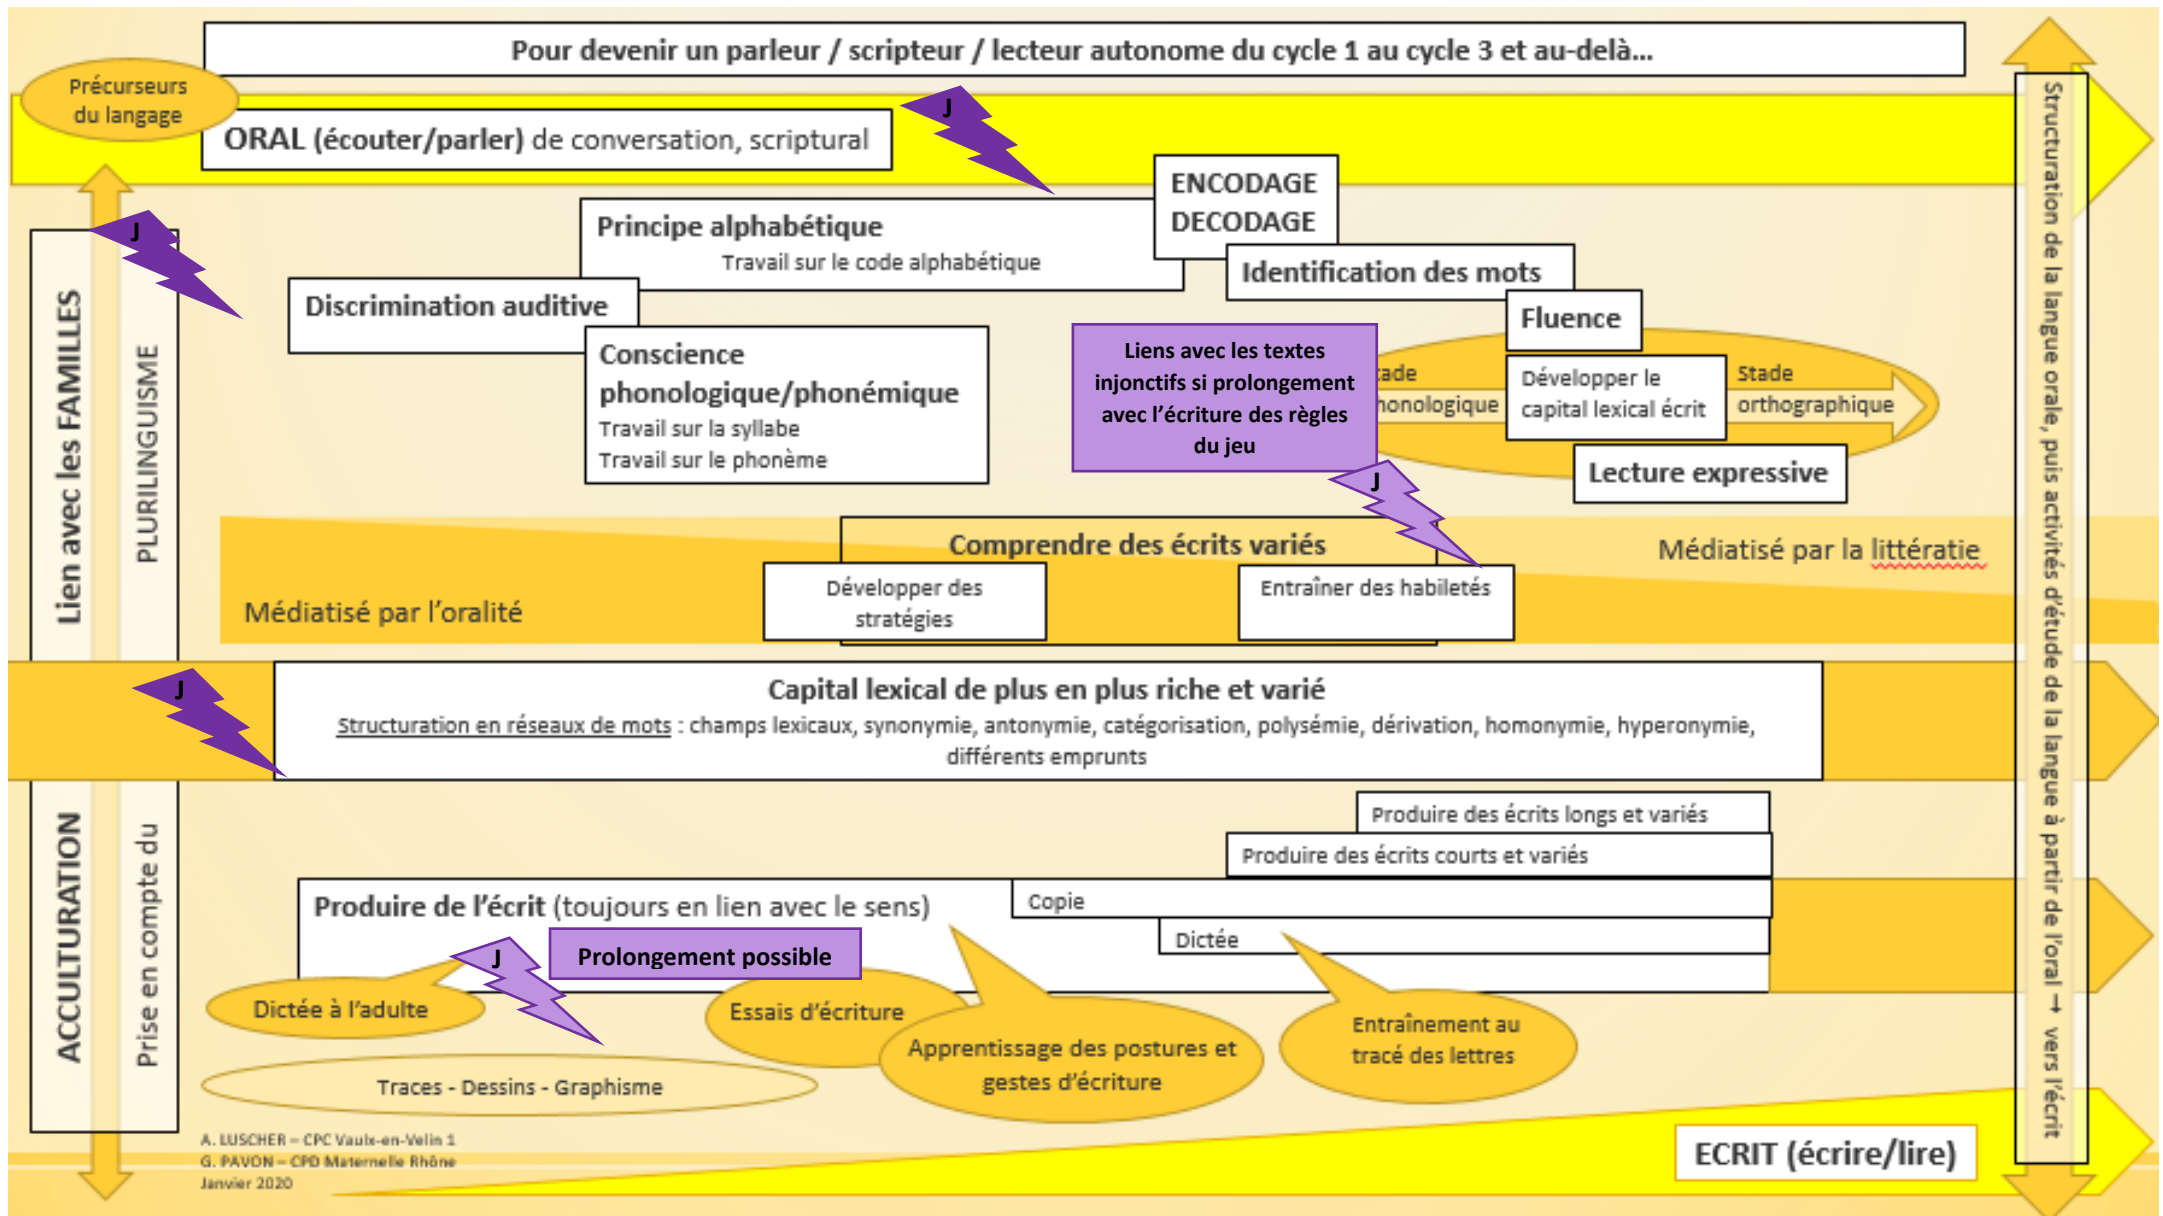 Pour devenir un parleur / scripteur / lecteur autonome du cycle 1 au cycle 3 et au-delà...
Précurseurs
du langage
ORAL (écouter/parler) de conversation, scriptural
J
J
ENCODAGE
DECODAGE
Principe alphabétique
Travail sur le code alphabétique
Identification des mots
Discrimination auditive
Fluence
Conscience
phonologique/phonémique
Travail sur la syllabe
Travail sur le phonème
Liens avec les textes
injonctifs si prolongement
avec l'écriture des règles
du jeu
tade
honologique
Développer le
capital lexical écrit
Stade
orthographique
Lecture expressive
J
Comprendre des écrits variés
Développer des
stratégies
Entraîner des habiletés
Médiatisé par l'oralité
Médiatisé par la littératie
J
Capital lexical de plus en plus riche et varié
Structuration en réseaux de mots : champs lexicaux, synonymie, antonymie, catégorisation, polysémie, dérivation, homonymie, hyperonymie,
différents emprunts
Produire des écrits longs et variés
Produire des écrits courts et variés
Produire de l'écrit (toujours en lien avec le sens)
Copie
Dictée
J
Prolongement possible
Dictée à l'adulte
Essais d'écriture
Apprentissage des postures et
gestes d'écriture
Entraînement au
tracé des lettres
Traces - Dessins - Graphisme
A. LUSCHER – CPC Vaulx-en-Velin 1
G. PAVON – CPD Maternelle Rhône
Janvier 2020
ECRIT (écrire/lire)
ACCULTURATION
Lien avec les FAMILLES
Prise en compte du
PLURILINGUISME
Structuration de la langue orale, puis activités d'étude de la langue à partir de l'oral → vers l'écrit